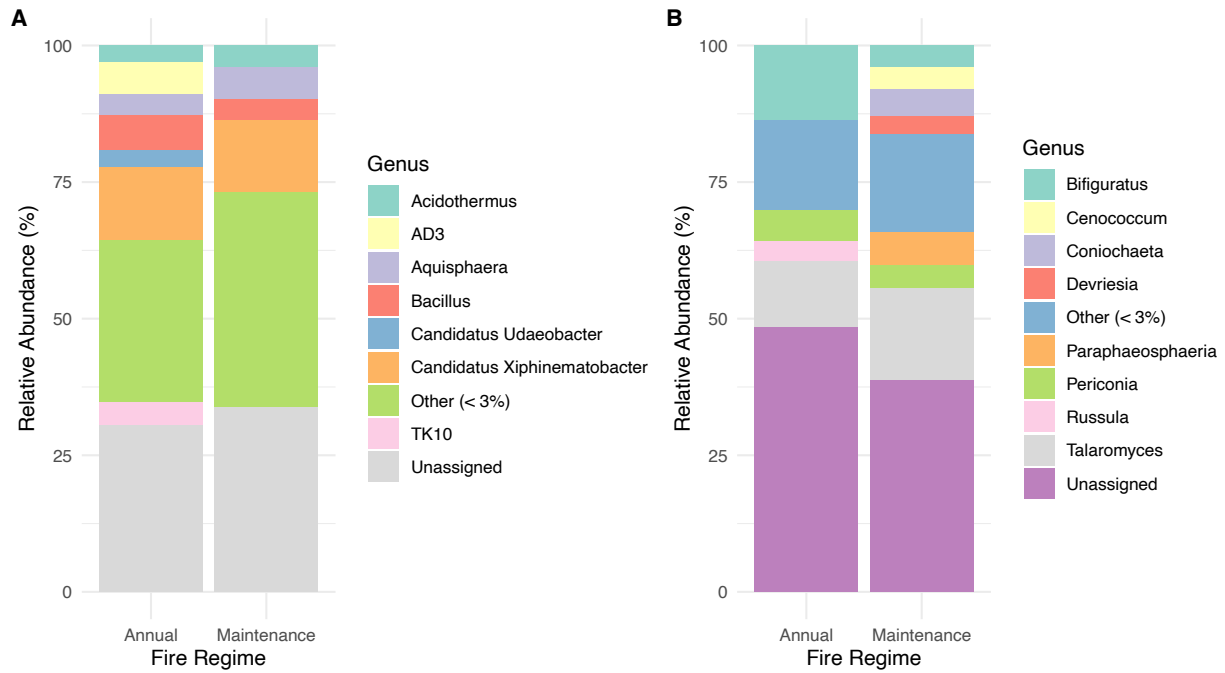 A
Relative Abundance (%)
100
75
50
25
0
Annual
Maintenance
Fire Regime
Genus
Acidothermus
AD3
Aquisphaera
Bacillus
Candidatus Udaeobacter
Candidatus Xiphinematobacter
Other (< 3%)
TK10
Unassigned
B
Relative Abundance (%)
100
75
50
25
0
Annual
Maintenance
Fire Regime
Genus
Bifiguratus
Cenococcum
Coniochaeta
Devriesia
Other (< 3%)
Paraphaeosphaeria
Periconia
Russula
Talaromyces
Unassigned